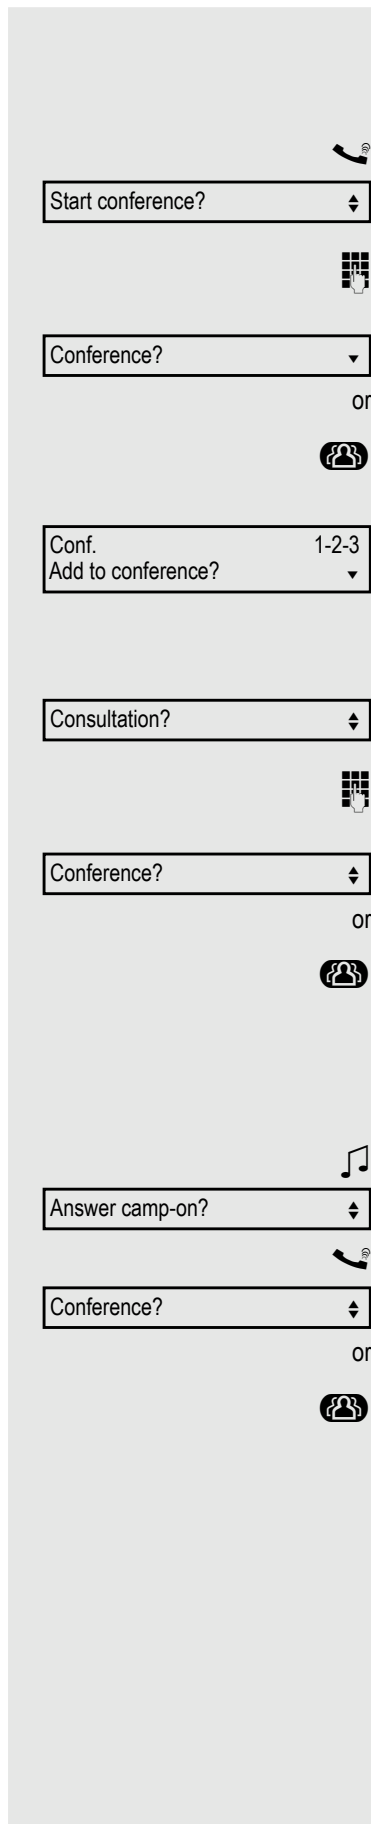 Start conference?
Conference?
or
Conf. 1-2-3
Add to conference?
Consultation?
Conference?
or
Answer camp-on?
Conference?
or